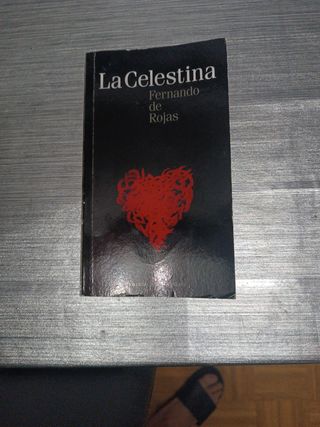 La Celestina
Fernando
de
Rojas